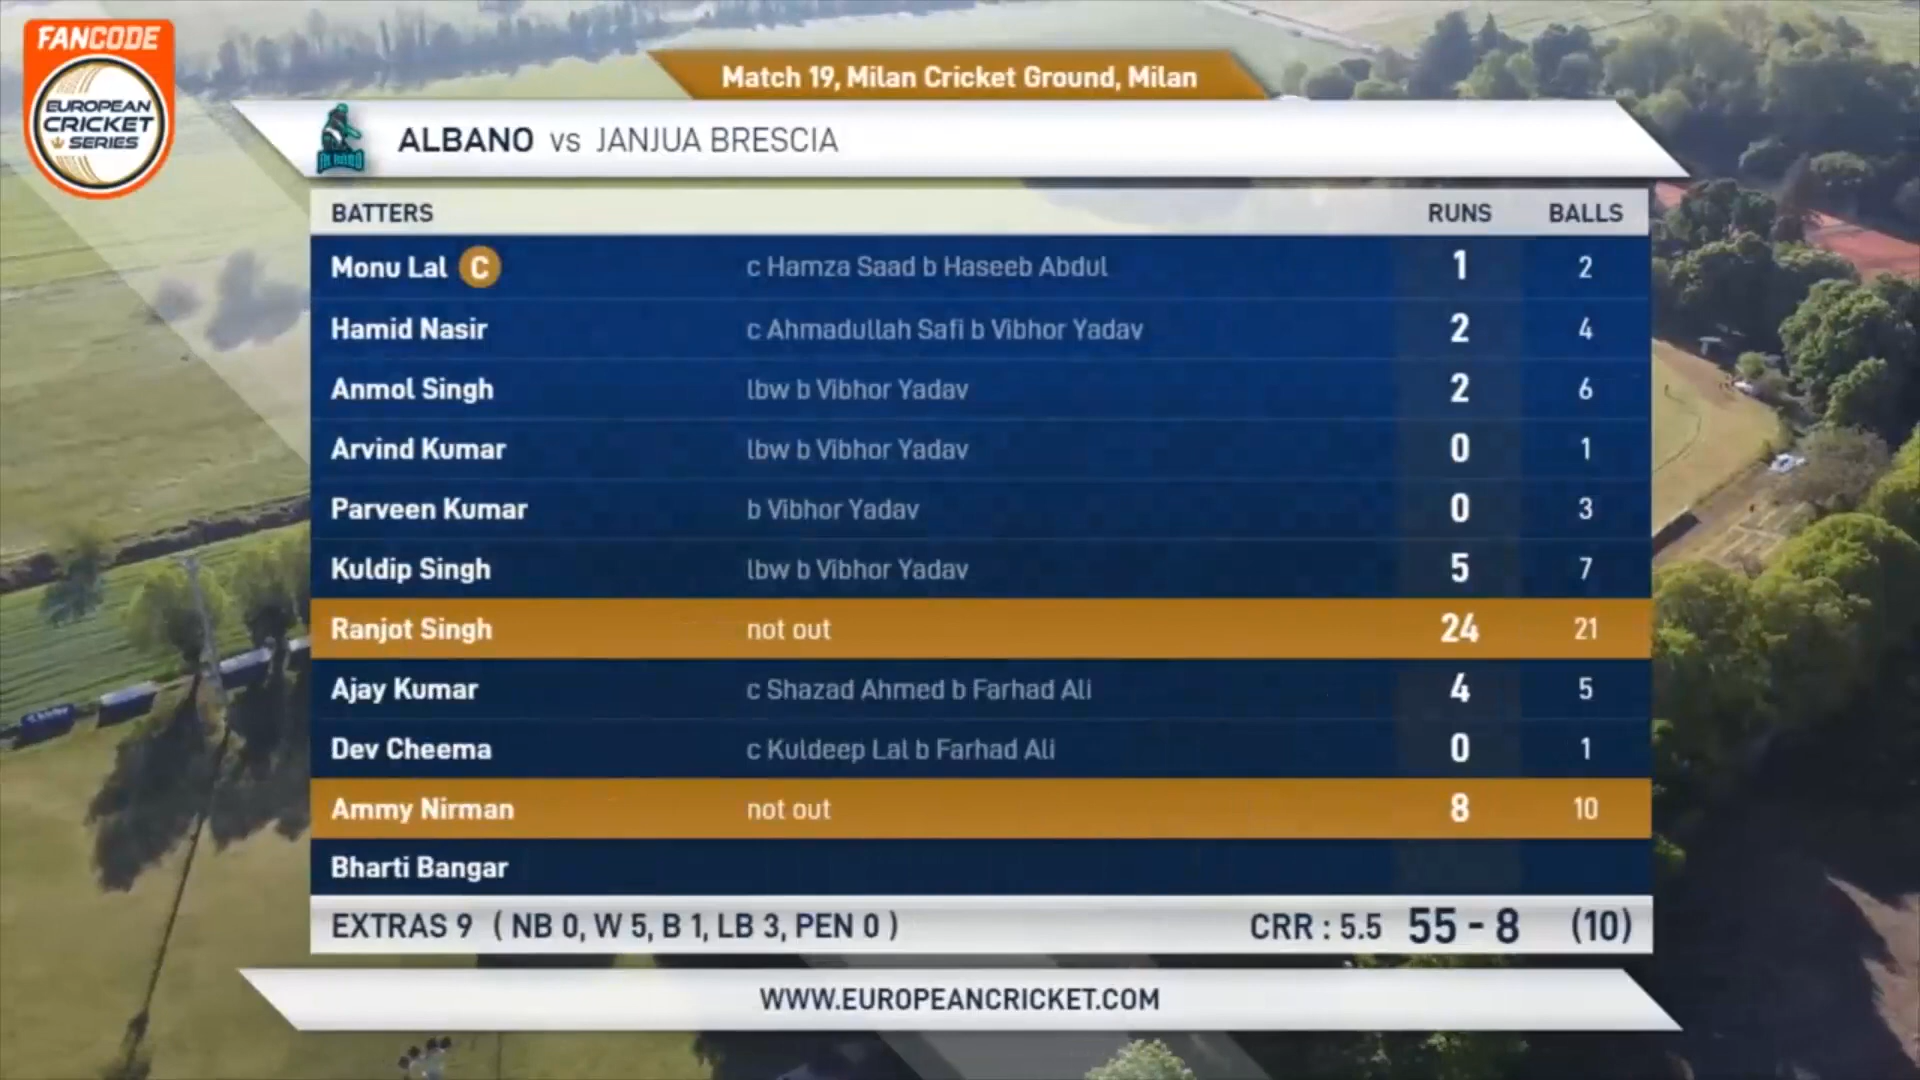 FANCODE
EUROPEAN
CRICKET
SERIES
Match 19, Milan Cricket Ground, Milan
ALBANO
ALBANO vs JANJUA BRESCIA
BATTERS RUNS BALLS
Monu Lal C c Hamza Saad b Haseeb Abdul 1 2
Hamid Nasir c Ahmadullah Safi b Vibhor Yadav 2 4
Anmol Singh lbw b Vibhor Yadav 2 6
Arvind Kumar lbw b Vibhor Yadav 0 1
Parveen Kumar b Vibhor Yadav 0 3
Kuldip Singh lbw b Vibhor Yadav 5 7
Ranjot Singh not out 24 21
Ajay Kumar c Shazad Ahmed b Farhad Ali 4 5
Dev Cheema c Kuldeep Lal b Farhad Ali 0 1
Ammy Nirman not out 8 10
Bharti Bangar
EXTRAS 9 ( NB 0, W 5, B 1, LB 3, PEN 0 ) CRR : 5.5 55 - 8 (10)
WWW.EUROPEANCRICKET.COM